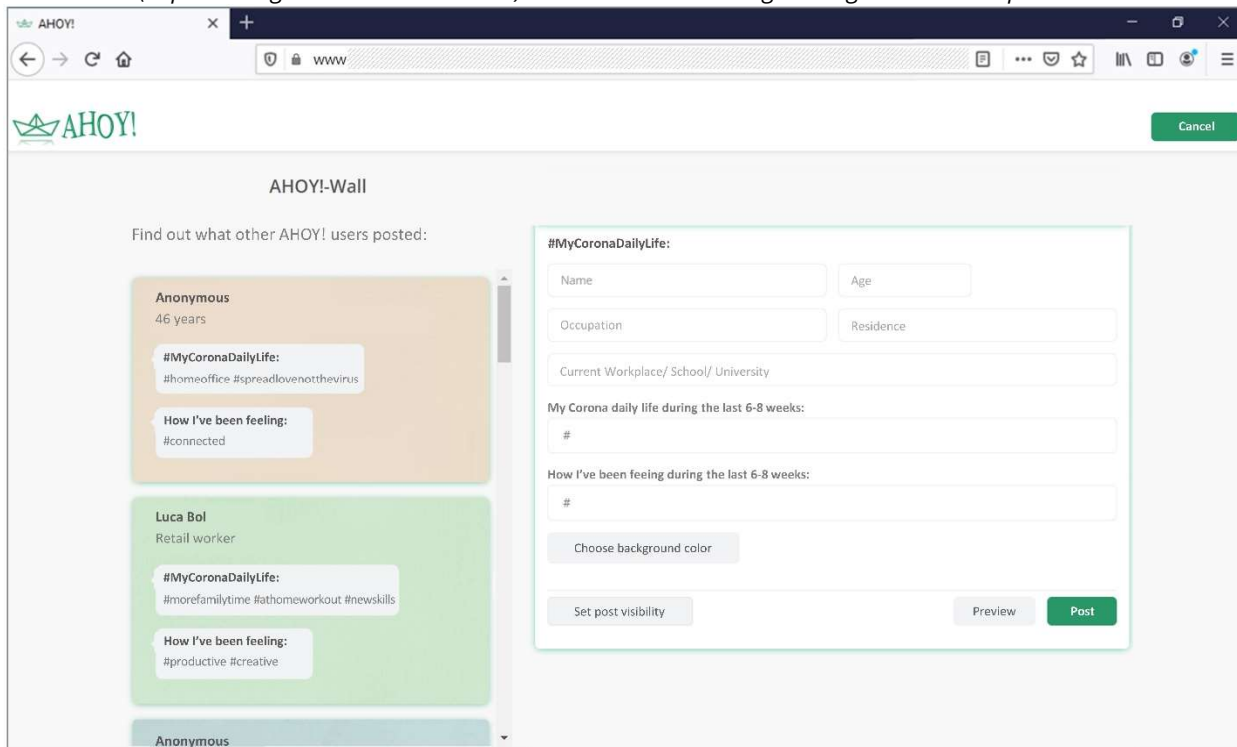 AHOY!
www
AHOY!
Cancel
AHOY!-Wall
Find out what other AHOY! users posted:
Anonymous
46 years
#MyCoronaDailyLife:
#homeoffice #spreadlovenotthevirus
How I've been feeling:
#connected
Luca Bol
Retail worker
#MyCoronaDailyLife:
#morefamilytime #athomeworkout #newskills
How I've been feeling:
#productive #creative
Anonymous
#MyCoronaDailyLife:
Name
Age
Occupation
Residence
Current Workplace/ School/ University
My Corona daily life during the last 6-8 weeks:
#
How I've been feeing during the last 6-8 weeks:
#
Choose background color
Set post visibility
Preview
Post